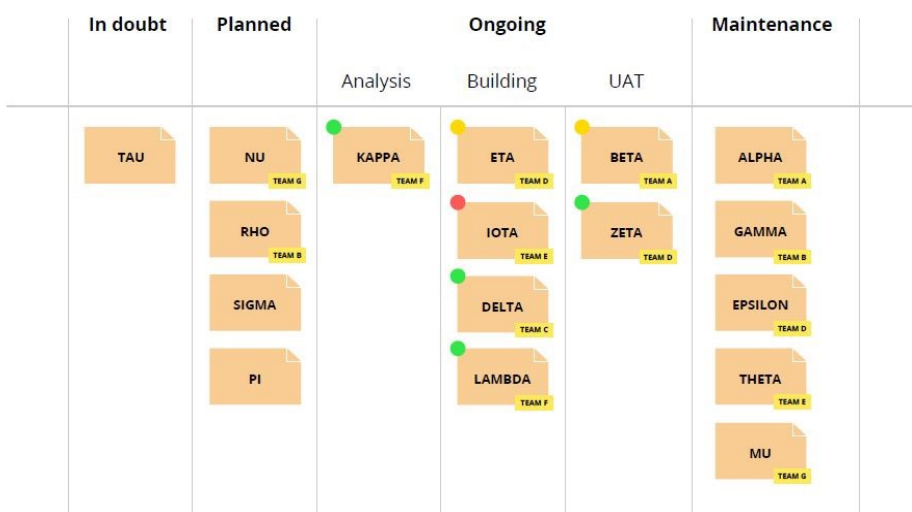 In doubt
Planned
Ongoing
Maintenance
Analysis
Building
UAT
TAU
NU
TEAM G
RHO
TEAM B
SIGMA
PI
KAPPA
TEAM F
ETA
TEAM D
IOTA
TEAM E
DELTA
TEAM C
LAMBDA
TEAM F
BETA
TEAM A
ZETA
TEAM D
ALPHA
TEAM A
GAMMA
TEAM B
EPSILON
TEAM D
THETA
TEAM E
MU
TEAM G